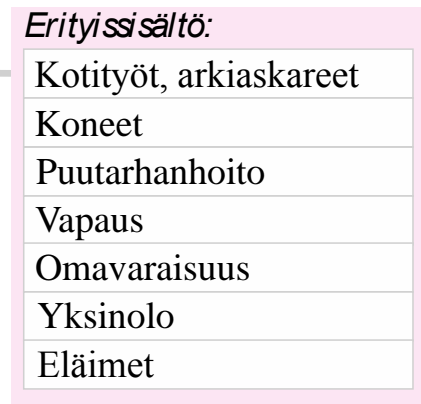 Erityissisältö:
Kotityöt, arkiaskareet
Koneet
Puutarhanhoito
Vapaus
Omavaraisuus
Yksinolo
Eläimet